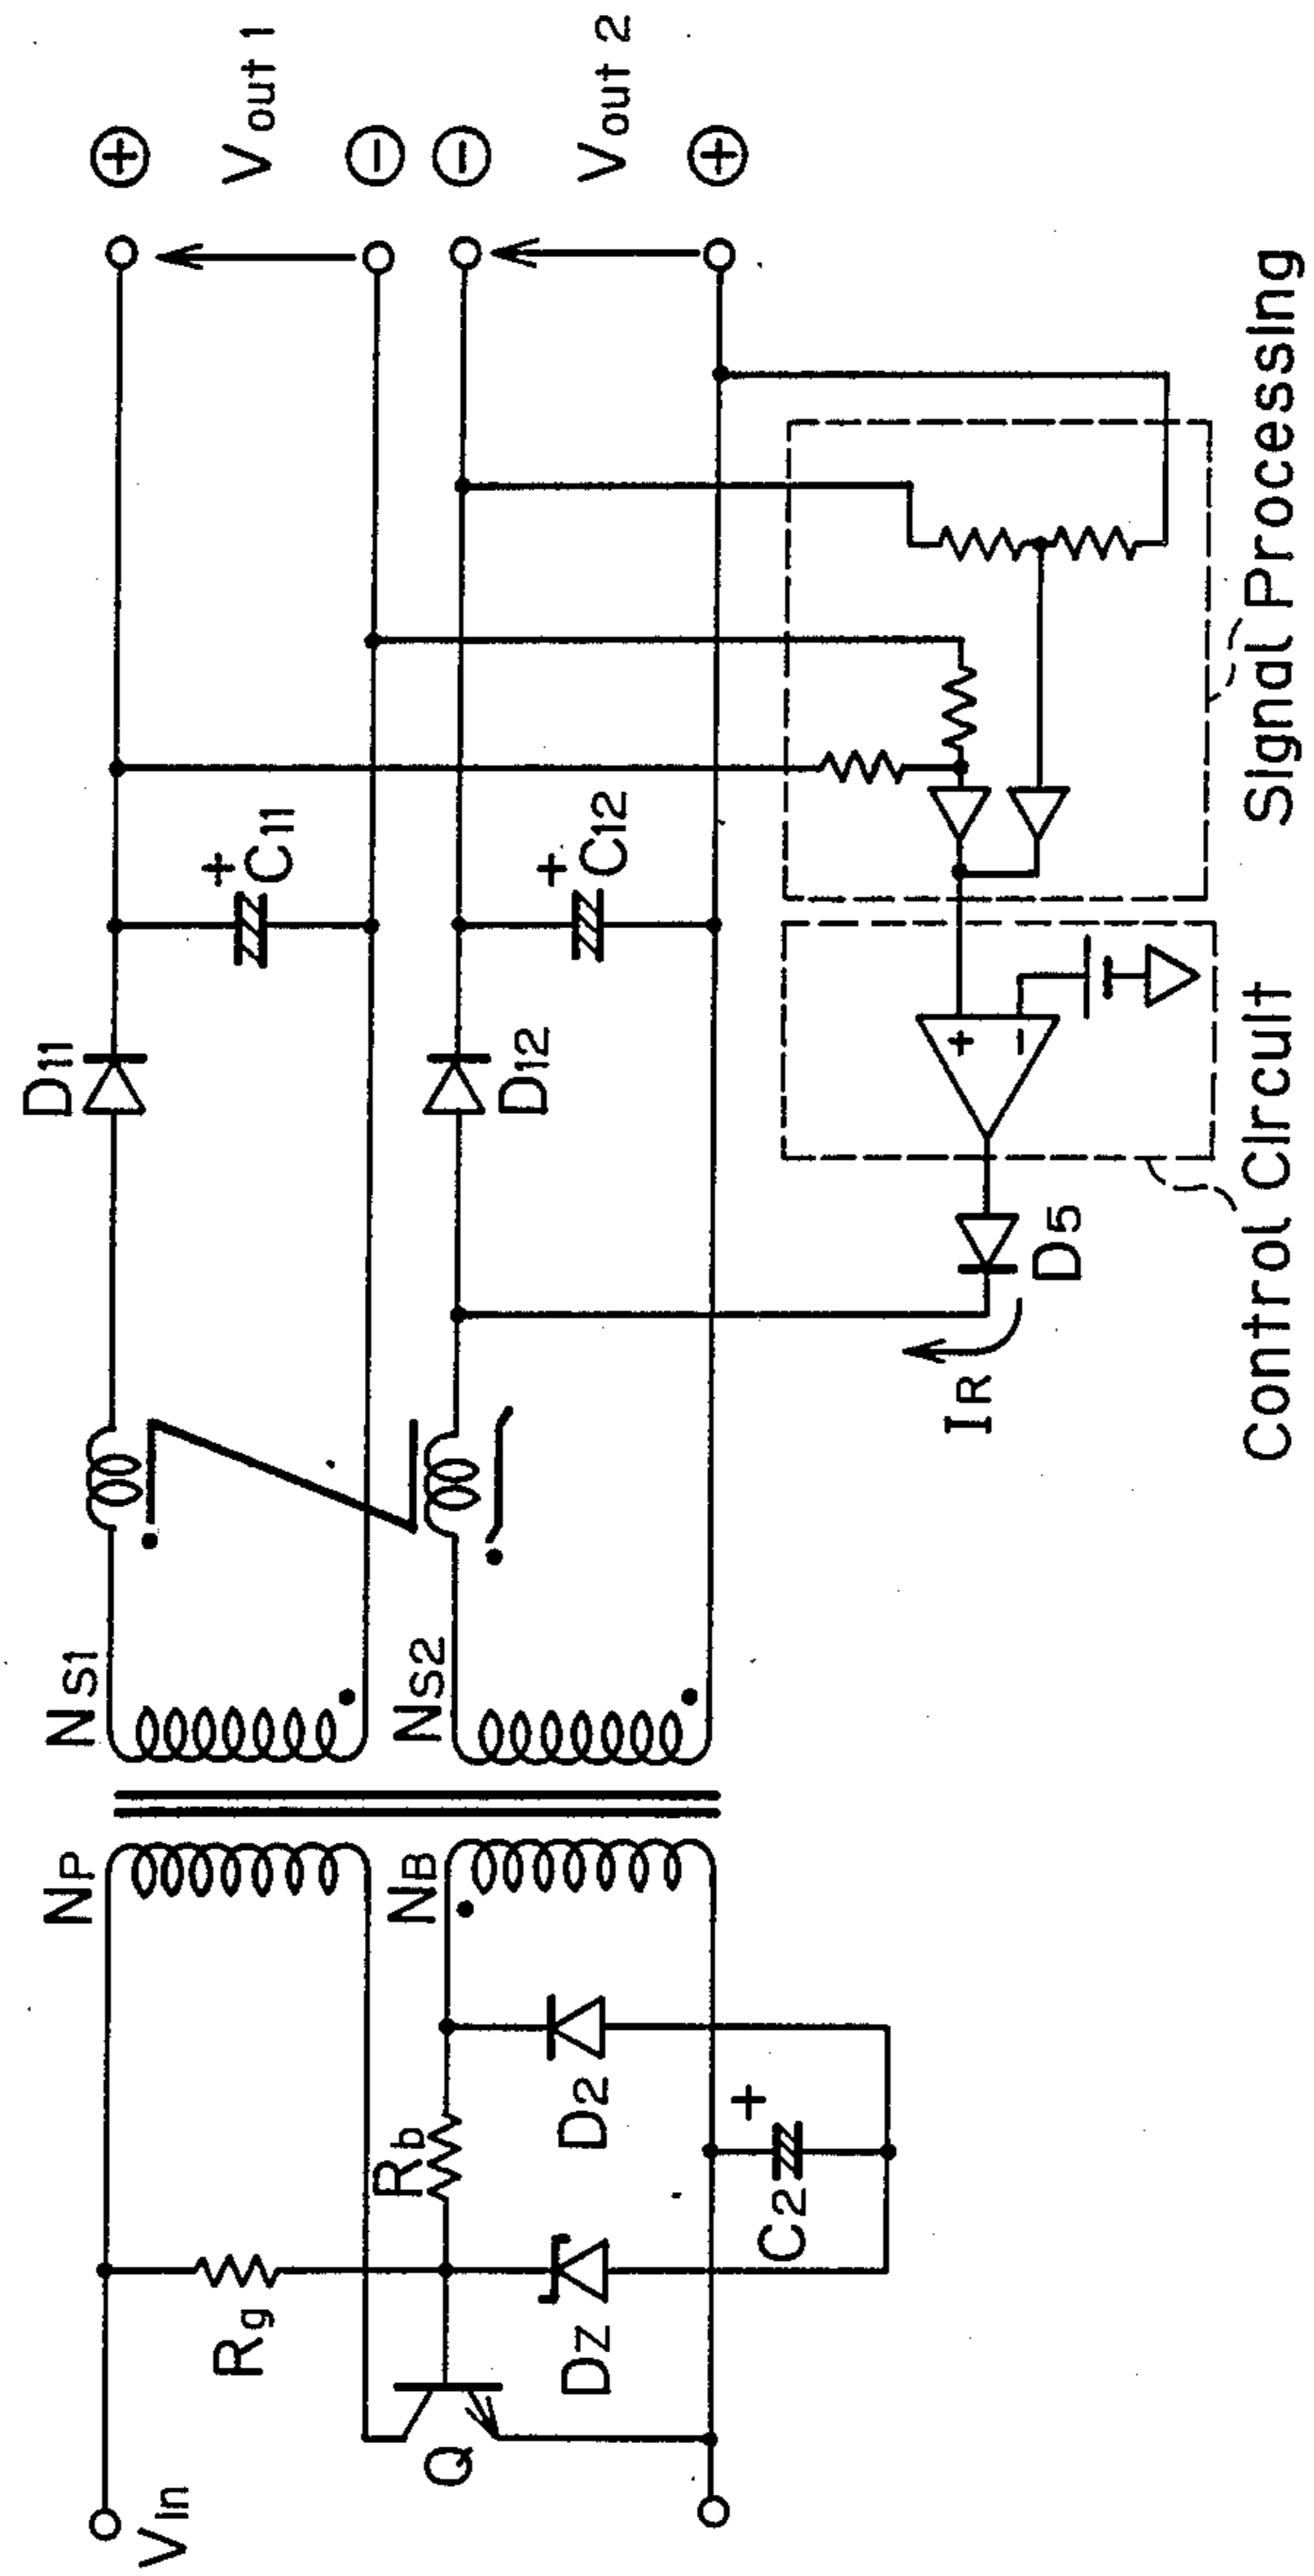 Vin
Rg
Q
Rb
DZ
D2
C2
+
NP
NB
NS1
NS2
D11
D12
+
C11
+
C12
+
Vout 1
−
−
Vout 2
+
IR
D5
+
−
Control Circuit
Signal Processing